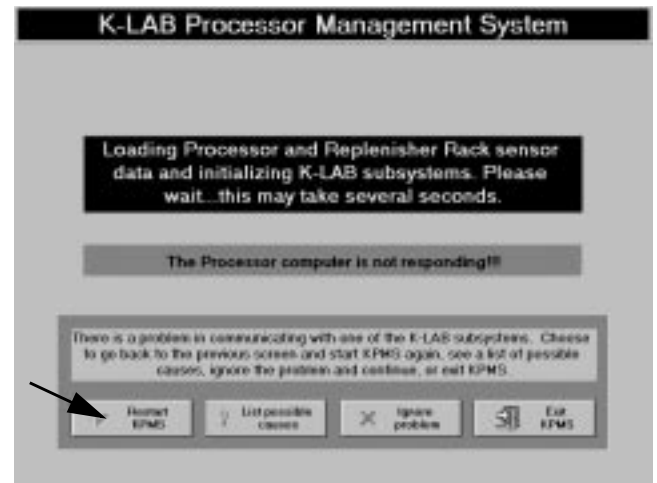 K-LAB Processor Management System
Loading Processor and Replenisher Rack sensor
data and initializing K-LAB subsystems. Please
wait...this may take several seconds.
The Processor computer is not responding!!!
There is a problem in communicating with one of the K-LAB subsystems. Choose
to go back to the previous screen and start KPMS again, see a list of possible
causes, ignore the problem and continue, or exit KPMS.
Restart
KPMS
? List possible
causes
Ignore
problem
Exit
KPMS